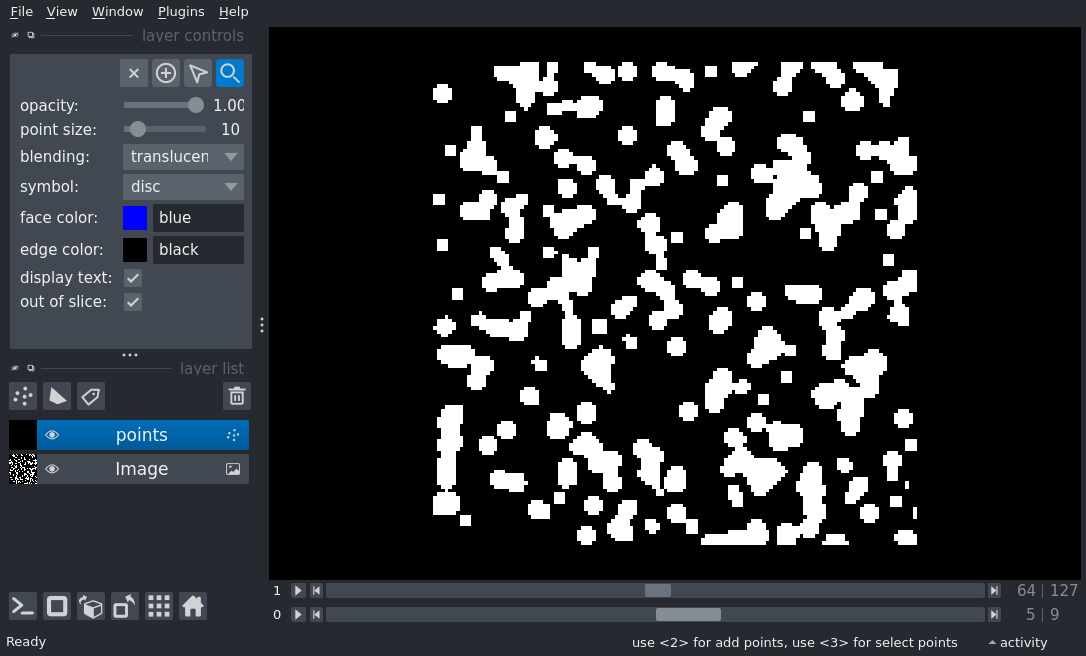 File View Window Plugins Help
layer controls
opacity: 1.00
point size: 10
blending: translucen
symbol: disc
face color: blue
edge color: black
display text:
out of slice:
layer list
points
Image
1 64 | 127
0 5 | 9
Ready use <2> for add points, use <3> for select points activity